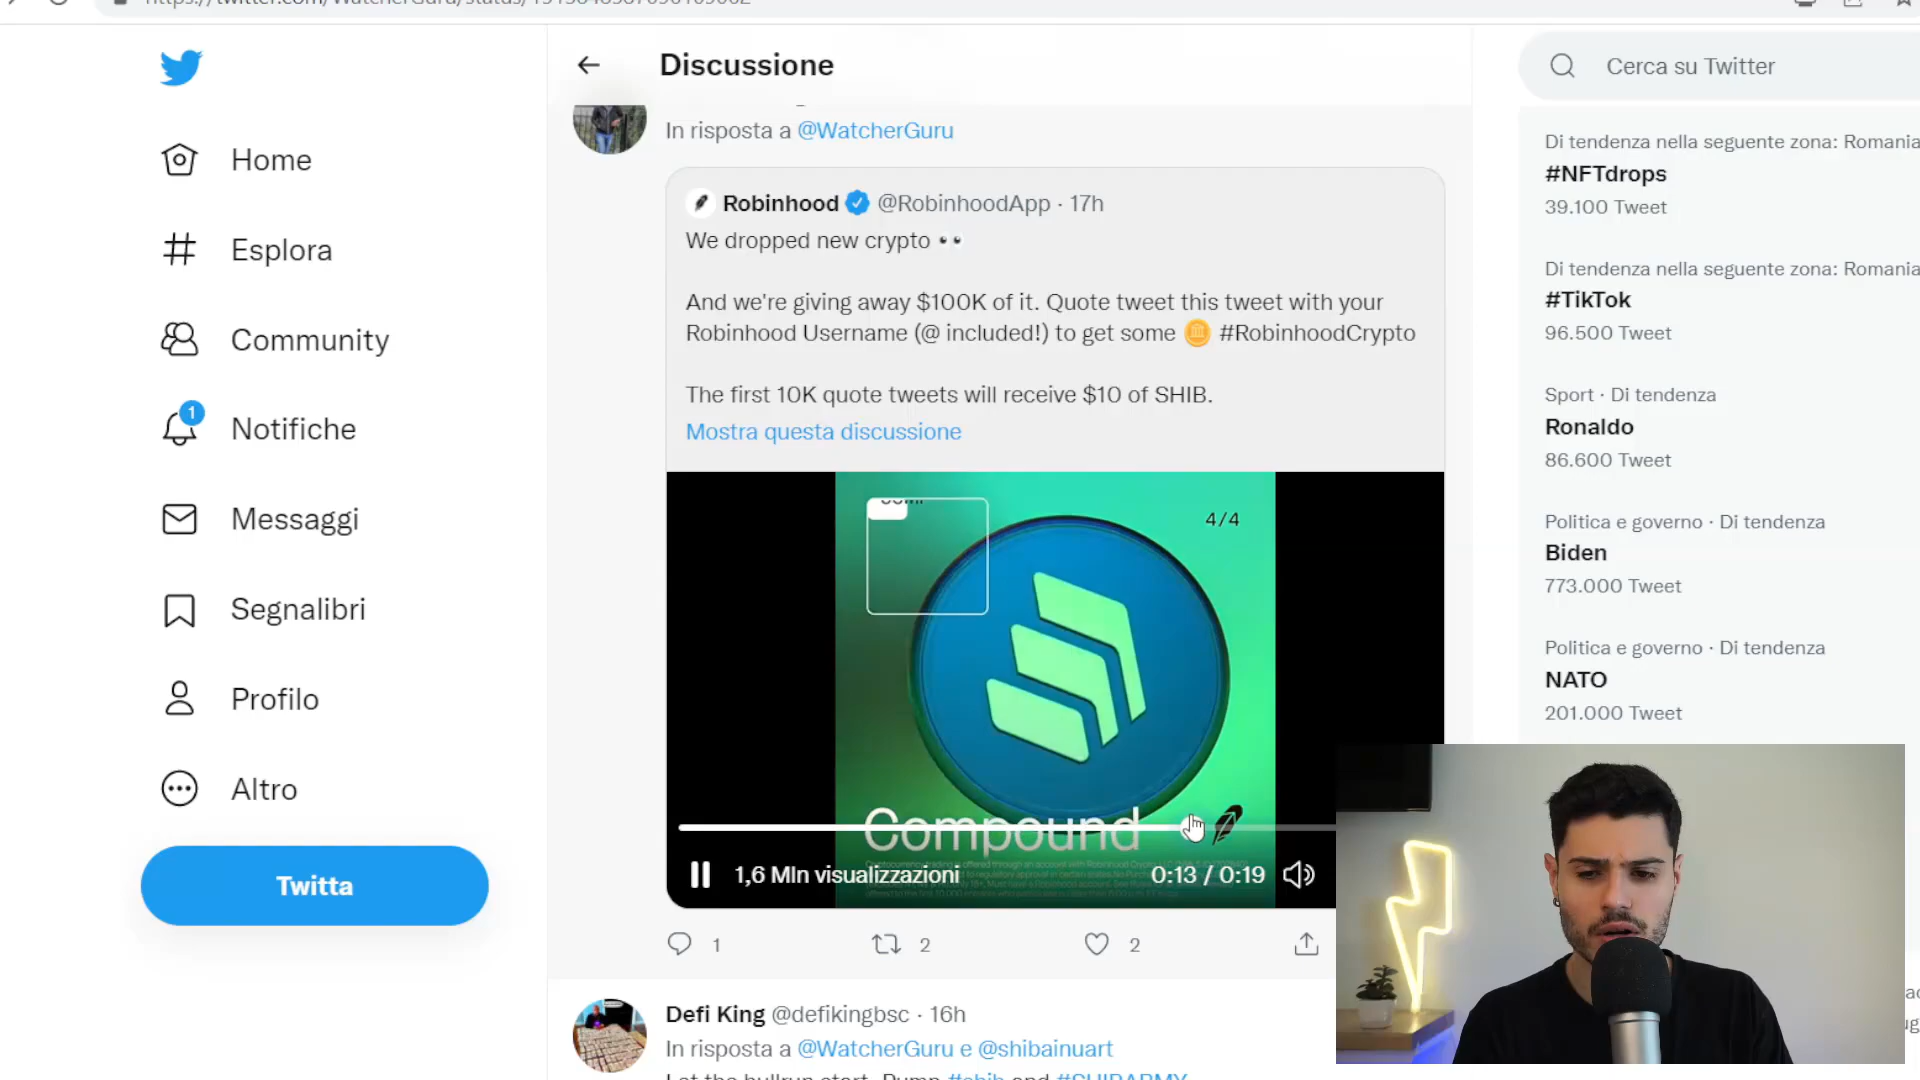 Discussione
Cerca su Twitter
Home
Esplora
Community
1
Notifiche
Messaggi
Segnalibri
Profilo
Altro
Twitta
In risposta a @WatcherGuru
Robinhood @RobinhoodApp · 17h
We dropped new crypto 👀
And we're giving away $100K of it. Quote tweet this tweet with your
Robinhood Username (@ included!) to get some #RobinhoodCrypto
The first 10K quote tweets will receive $10 of SHIB.
Mostra questa discussione
4/4
Compound
1,6 Mln visualizzazioni
0:13 / 0:19
1
2
2
Defi King @defikingbsc · 16h
In risposta a @WatcherGuru e @shibainuart
Di tendenza nella seguente zona: Romania
#NFTdrops
39.100 Tweet
Di tendenza nella seguente zona: Romania
#TikTok
96.500 Tweet
Sport · Di tendenza
Ronaldo
86.600 Tweet
Politica e governo · Di tendenza
Biden
773.000 Tweet
Politica e governo · Di tendenza
NATO
201.000 Tweet